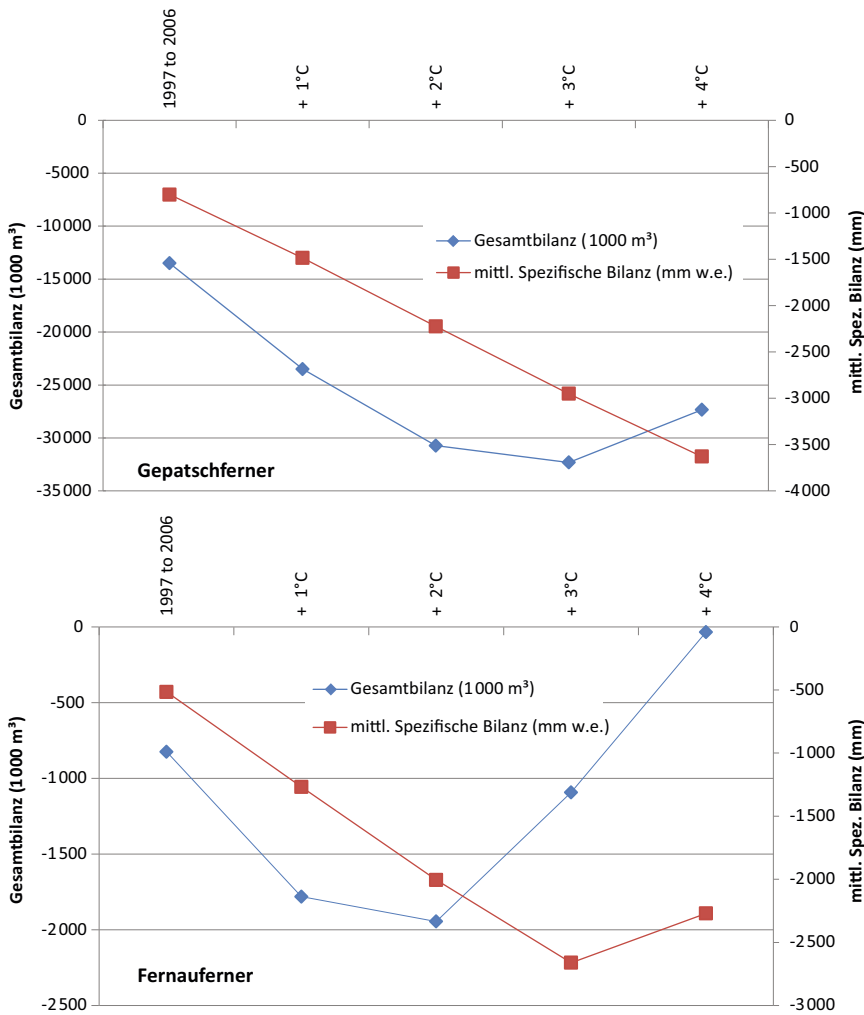 1997 to 2006
+ 1°C
+ 2°C
+ 3°C
+ 4°C
0
-5000
-10000
-15000
-20000
-25000
-30000
-35000
Gesamtbilanz (1000 m³)
0
-500
-1000
-1500
-2000
-2500
-3000
-3500
-4000
mittl. Spez. Bilanz (mm)
Gesamtbilanz (1000 m³)
mittl. Spezifische Bilanz (mm w.e.)
Gepatschferner
1997 to 2006
+ 1°C
+ 2°C
+ 3°C
+ 4°C
0
-500
-1000
-1500
-2000
-2500
Gesamtbilanz (1000 m³)
0
-500
-1000
-1500
-2000
-2500
-3000
mittl. Spez. Bilanz (mm)
Gesamtbilanz (1000 m³)
mittl. Spezifische Bilanz (mm w.e.)
Fernauferner